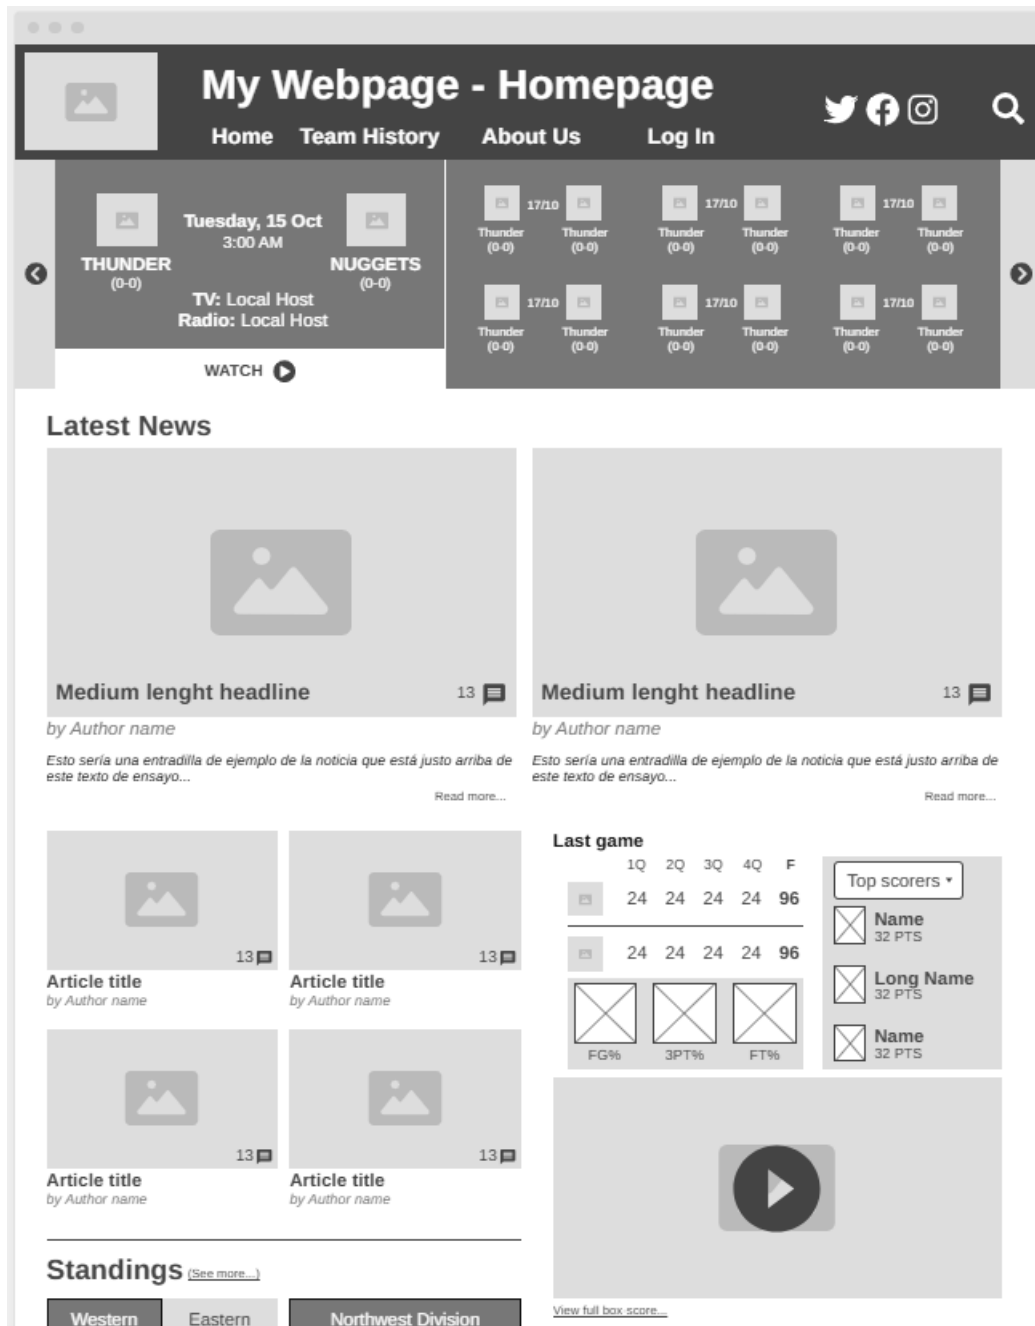 My Webpage - Homepage
Home Team History About Us Log In
Tuesday, 15 Oct
3:00 AM
THUNDER
(0-0)
NUGGETS
(0-0)
TV: Local Host
Radio: Local Host
WATCH
17/10 17/10 17/10
Thunder Thunder Thunder Thunder Thunder Thunder
(0-0) (0-0) (0-0) (0-0) (0-0) (0-0)
17/10 17/10 17/10
Thunder Thunder Thunder Thunder Thunder Thunder
(0-0) (0-0) (0-0) (0-0) (0-0) (0-0)
Latest News
Medium lenght headline 13
by Author name
Esto sería una entradilla de ejemplo de la noticia que está justo arriba de
este texto de ensayo...
Read more...
Medium lenght headline 13
by Author name
Esto sería una entradilla de ejemplo de la noticia que está justo arriba de
este texto de ensayo...
Read more...
13
Article title
by Author name
13
Article title
by Author name
13
Article title
by Author name
13
Article title
by Author name
Last game
1Q 2Q 3Q 4Q F
24 24 24 24 96
24 24 24 24 96
FG% 3PT% FT%
Top scorers
Name
32 PTS
Long Name
32 PTS
Name
32 PTS
View full box score...
Standings (See more...)
Western Eastern Northwest Division